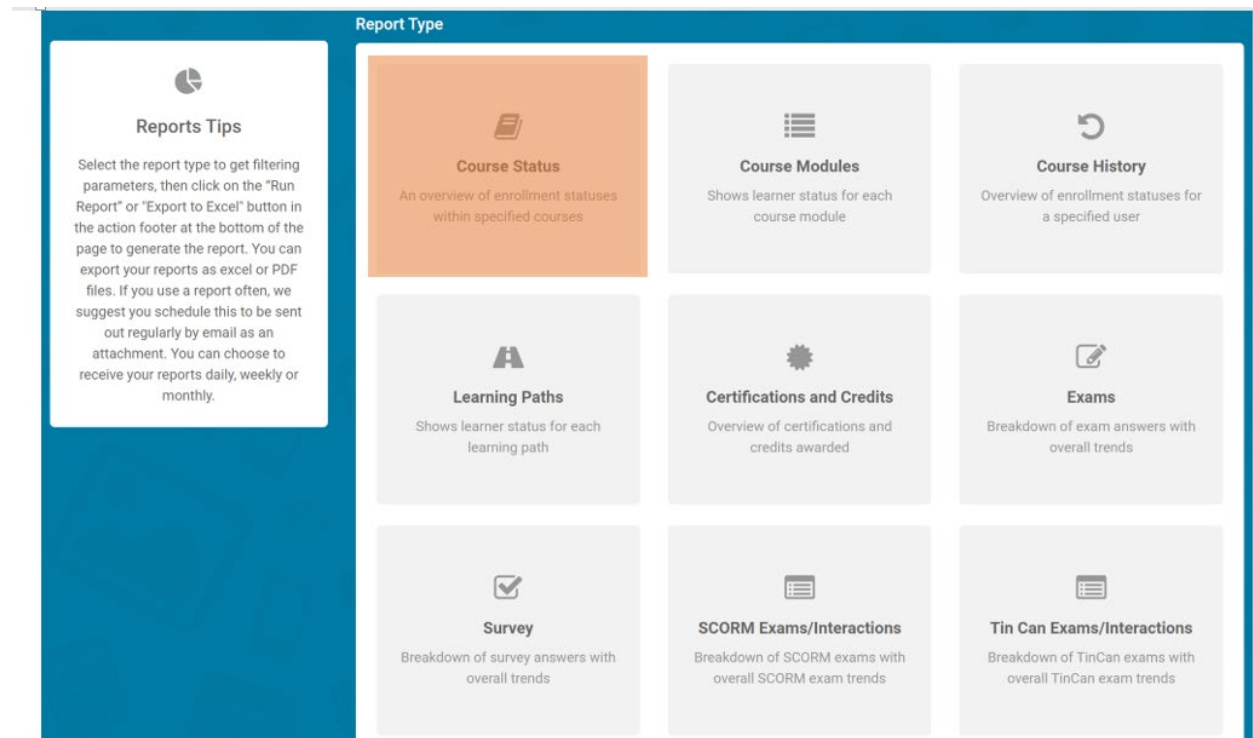 Report Type
Reports Tips
Select the report type to get filtering
parameters, then click on the "Run
Report" or "Export to Excel" button in
the action footer at the bottom of the
page to generate the report. You can
export your reports as excel or PDF
files. If you use a report often, we
suggest you schedule this to be sent
out regularly by email as an
attachment. You can choose to
receive your reports daily, weekly or
monthly.
Course Status
An overview of enrollment statuses
within specified courses
Course Modules
Shows learner status for each
course module
Course History
Overview of enrollment statuses for
a specified user
Learning Paths
Shows learner status for each
learning path
Certifications and Credits
Overview of certifications and
credits awarded
Exams
Breakdown of exam answers with
overall trends
Survey
Breakdown of survey answers with
overall trends
SCORM Exams/Interactions
Breakdown of SCORM exams with
overall SCORM exam trends
Tin Can Exams/Interactions
Breakdown of TinCan exams with
overall TinCan exam trends